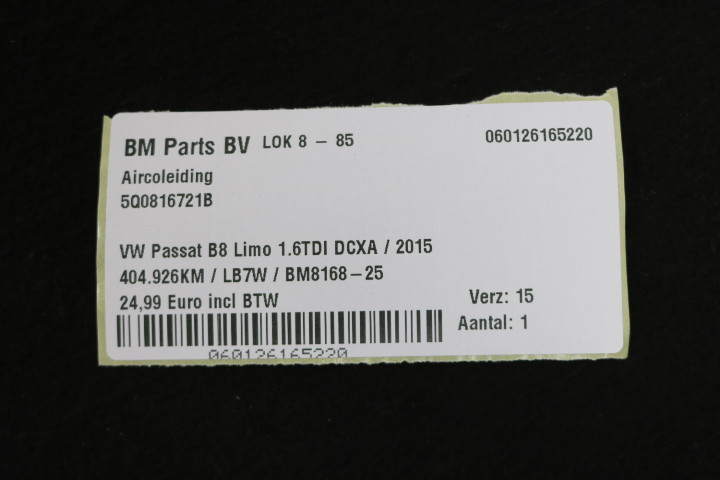 BM Parts BV LOK 8 - 85 060126165220
Aircoleiding
5Q0816721B
VW Passat B8 Limo 1.6TDI DCXA / 2015
404.926KM / LB7W / BM8168-25
24,99 Euro incl BTW Verz: 15
Aantal: 1
060126165220